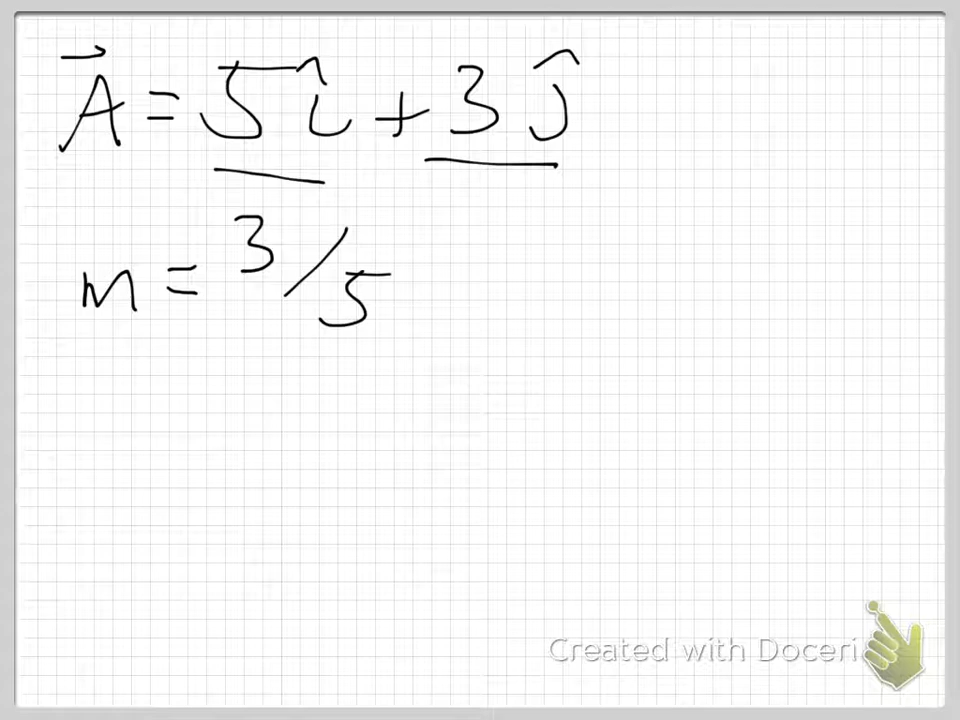 A⃗ = 5î + 3ĵ
m = 3/5
Created with Doceri